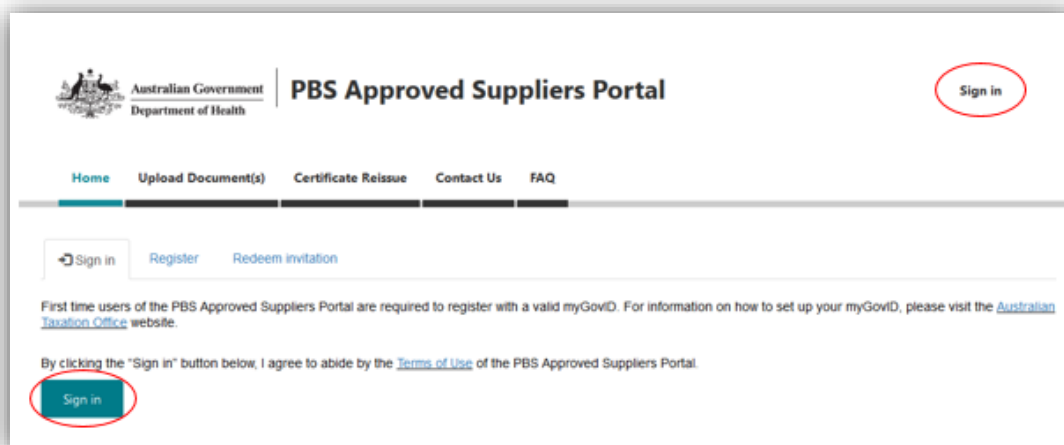 Australian Government
Department of Health
PBS Approved Suppliers Portal
Sign in
Home Upload Document(s) Certificate Reissue Contact Us FAQ
Sign in Register Redeem invitation
First time users of the PBS Approved Suppliers Portal are required to register with a valid myGovID. For information on how to set up your myGovID, please visit the Australian
Taxation Office website.
By clicking the "Sign in" button below, I agree to abide by the Terms of Use of the PBS Approved Suppliers Portal.
Sign in